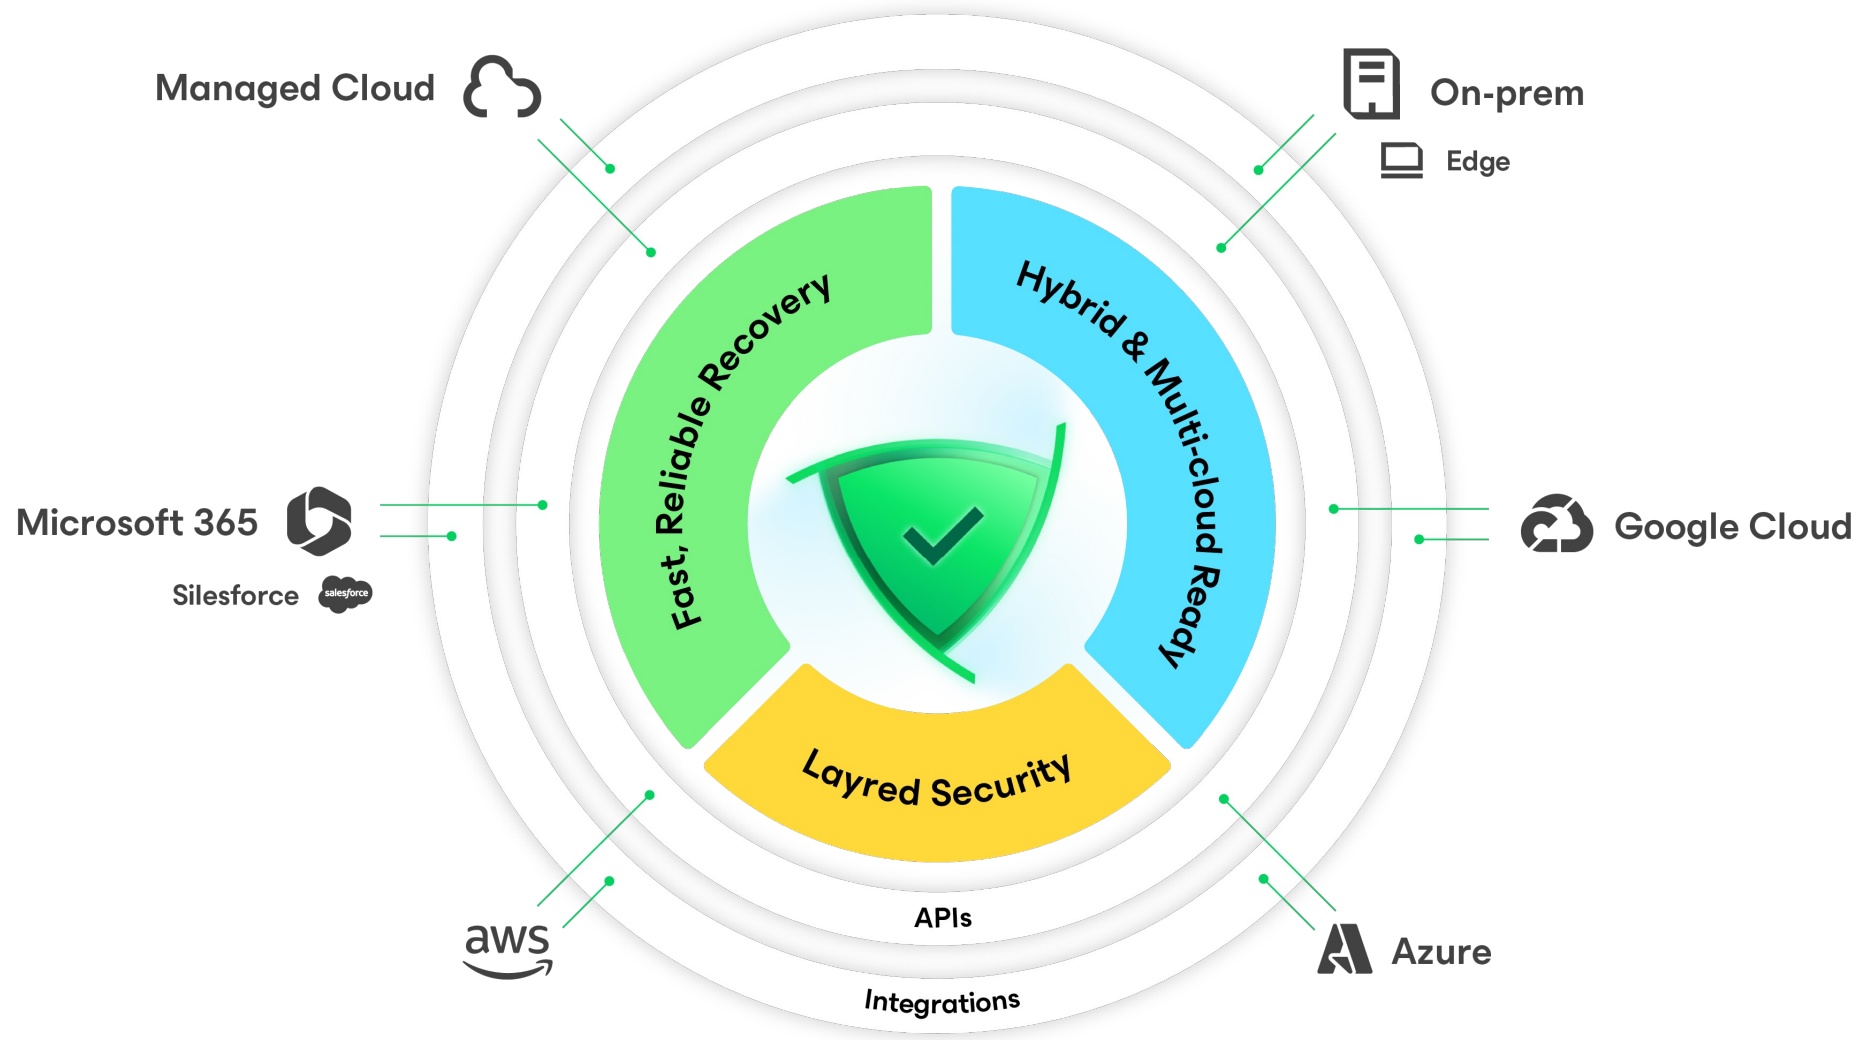 Managed Cloud
On-prem
Edge
Fast, Reliable Recovery
Hybrid & Multi-cloud Ready
Microsoft 365
Silesforce
salesforce
Google Cloud
Layred Security
APIs
aws
Azure
Integrations